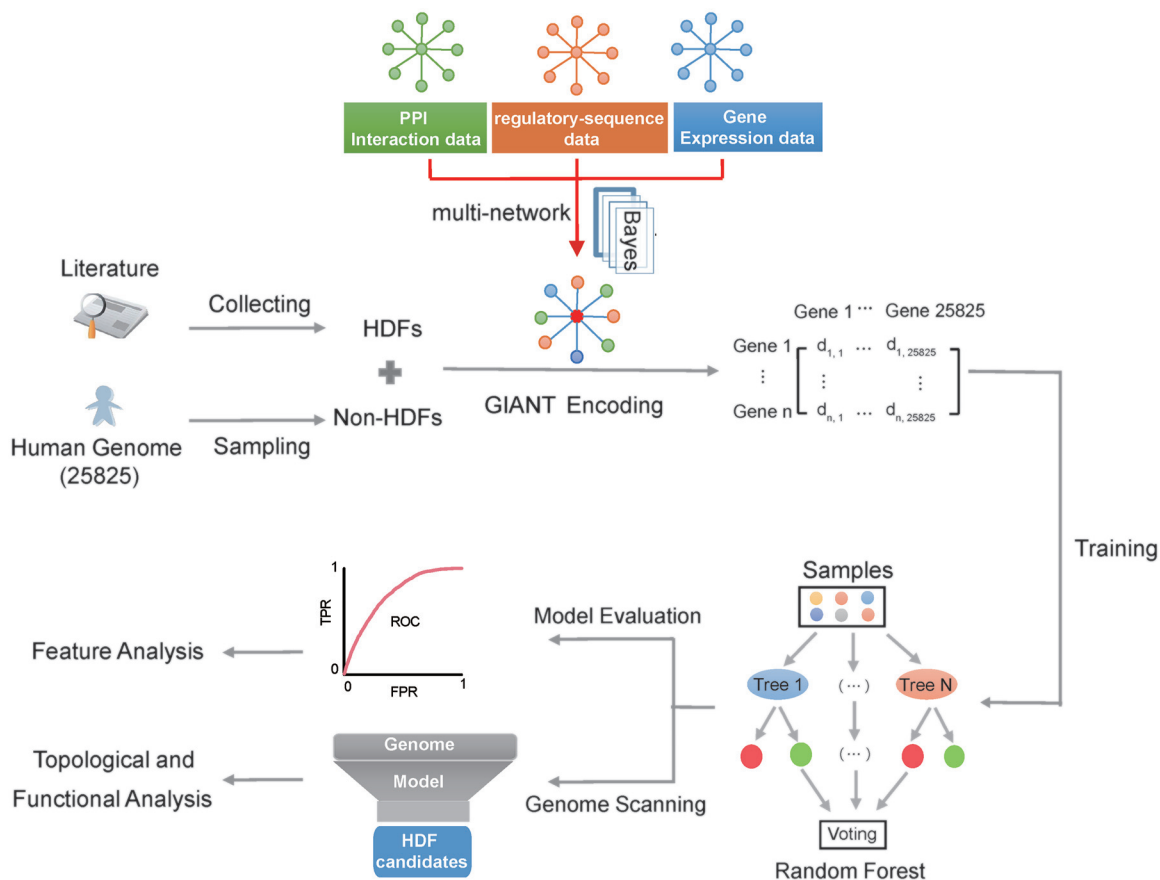 PPI
Interaction data
regulatory-sequence
data
Gene
Expression data
multi-network
Bayes
Literature
Collecting
HDFs
Non-HDFs
Human Genome
(25825)
Sampling
GIANT Encoding
Gene 1 ··· Gene 25825
Gene 1 d1, 1 ··· d1, 25825
⋮ ⋮ ⋮
Gene n dn, 1 ··· dn, 25825
Training
Samples
Tree 1 (···) Tree N
(···)
Voting
Random Forest
Model Evaluation
Genome Scanning
1
TPR
ROC
0
0 FPR 1
Feature Analysis
Genome
Model
HDF
candidates
Topological and
Functional Analysis